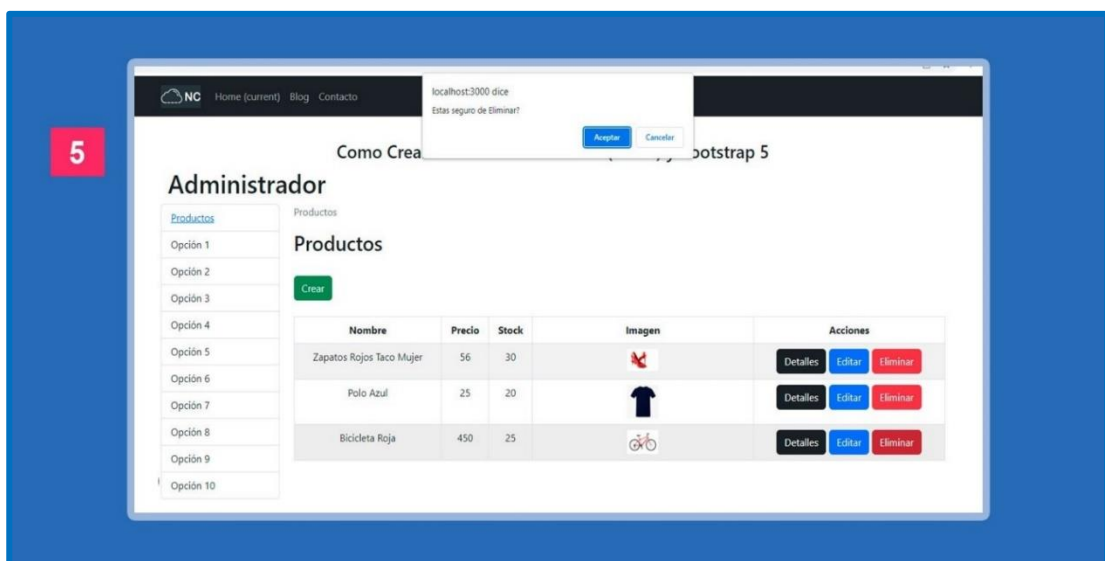 localhost:3000 dice
Estas seguro de Eliminar?
Aceptar Cancelar
NC Home (current) Blog Contacto
5
Como Crea ootstrap 5
Administrador
Productos
Opción 1
Opción 2
Opción 3
Opción 4
Opción 5
Opción 6
Opción 7
Opción 8
Opción 9
Opción 10
Productos
Productos
Crear
Nombre Precio Stock Imagen Acciones
Zapatos Rojos Taco Mujer 56 30 Detalles Editar Eliminar
Polo Azul 25 20 Detalles Editar Eliminar
Bicicleta Roja 450 25 Detalles Editar Eliminar